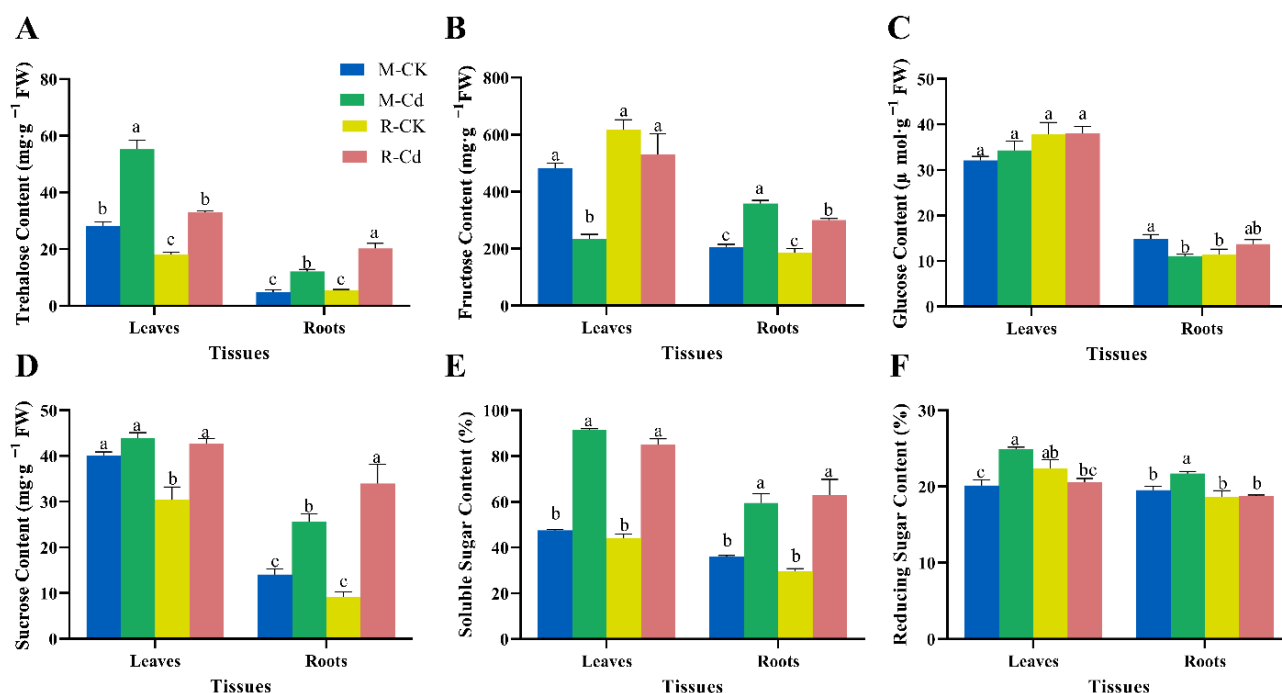 A
Trehalose Content (mg·g ⁻¹ FW)
80
60
40
20
0
a
b
b
c
a
b
c
c
Leaves
Roots
Tissues
M-CK
M-Cd
R-CK
R-Cd
B
Fructose Content (mg·g ⁻¹FW)
800
600
400
200
0
a
b
a
a
c
a
c
b
Leaves
Roots
Tissues
C
Glucose Content (μ mol·g⁻¹ FW)
50
40
30
20
10
0
a
a
a
a
a
b
b
ab
Leaves
Roots
Tissues
D
Sucrose Content (mg·g ⁻¹ FW)
50
40
30
20
10
0
a
a
b
a
c
b
c
a
Leaves
Roots
Tissues
E
Soluble Sugar Content (%)
100
80
60
40
20
0
b
a
b
a
b
a
b
a
Leaves
Roots
Tissues
F
Reducing Sugar Content (%)
30
20
10
0
c
a
ab
bc
b
a
b
b
Leaves
Roots
Tissues